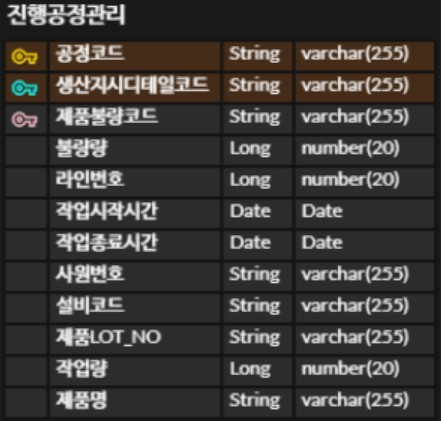 진행공정관리
공정코드 String varchar(255)
생산지시디테일코드 String varchar(255)
제품불량코드 String varchar(255)
불량량 Long number(20)
라인번호 Long number(20)
작업시작시간 Date Date
작업종료시간 Date Date
사원번호 String varchar(255)
설비코드 String varchar(255)
제품LOT_NO String varchar(255)
작업량 Long number(20)
제품명 String varchar(255)